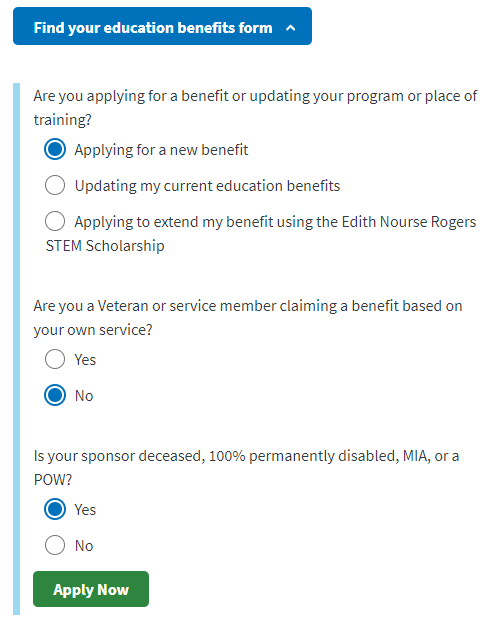 Find your education benefits form
Are you applying for a benefit or updating your program or place of
training?
Applying for a new benefit
Updating my current education benefits
Applying to extend my benefit using the Edith Nourse Rogers
STEM Scholarship
Are you a Veteran or service member claiming a benefit based on
your own service?
Yes
No
Is your sponsor deceased, 100% permanently disabled, MIA, or a
POW?
Yes
No
Apply Now